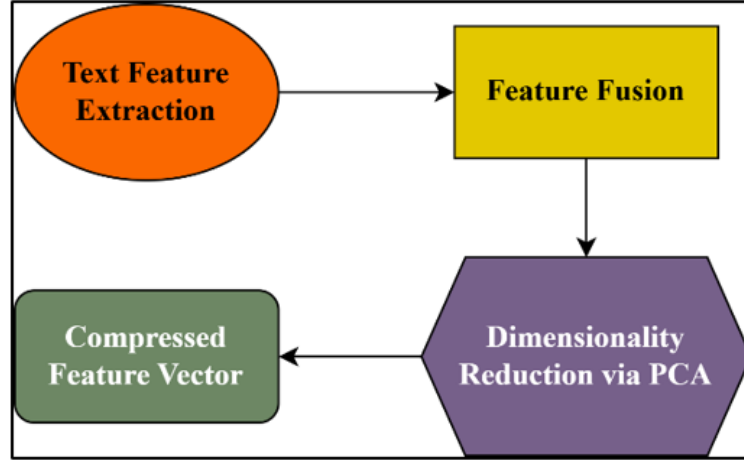 Text Feature
Extraction
Feature Fusion
Dimensionality
Reduction via PCA
Compressed
Feature Vector